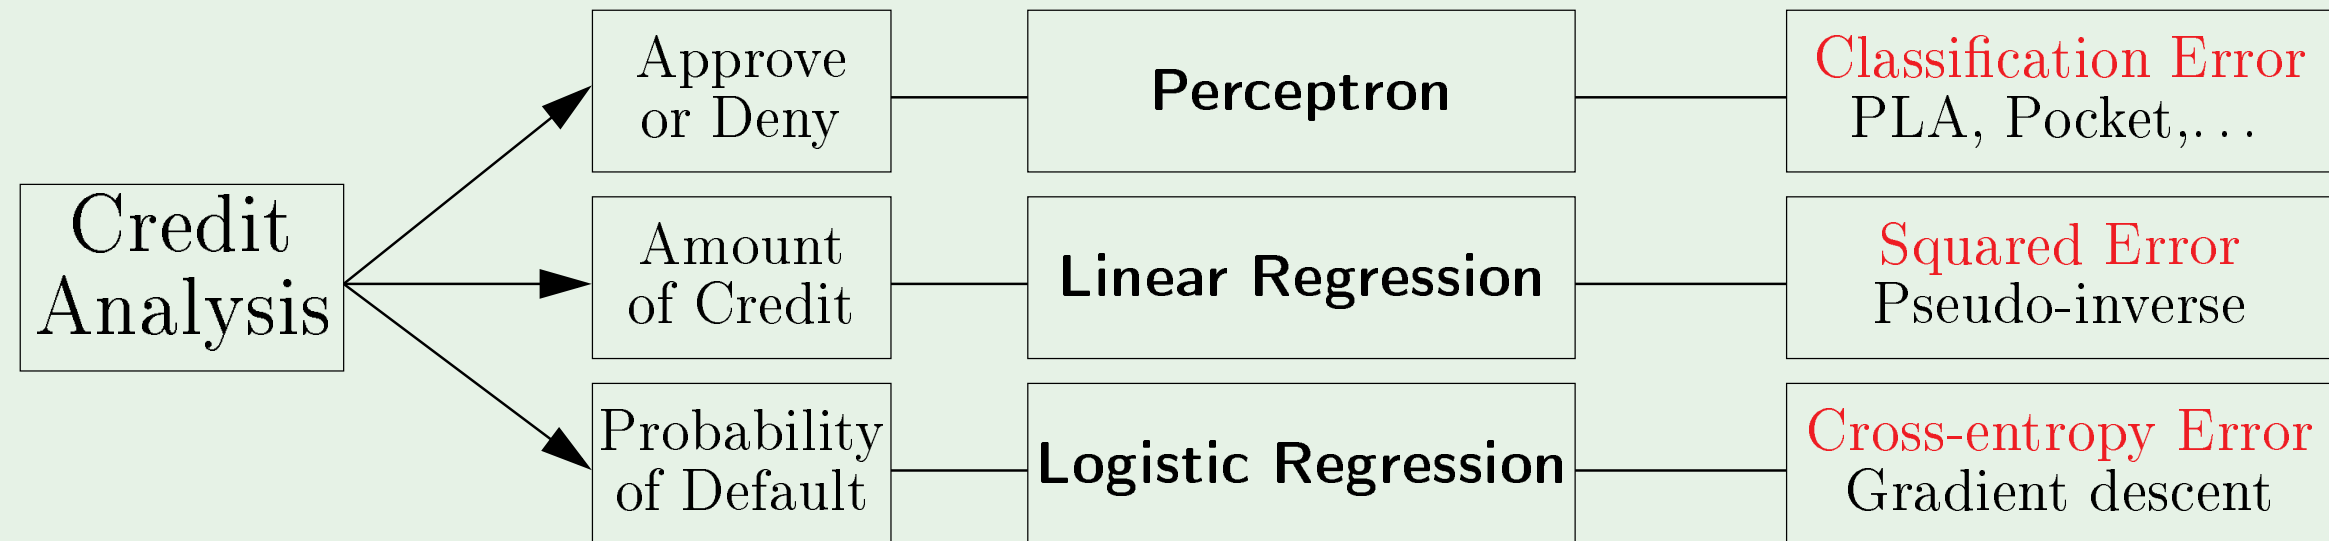 Credit
Analysis
Approve
or Deny
Perceptron
Classification Error
PLA, Pocket,...
Amount
of Credit
Linear Regression
Squared Error
Pseudo-inverse
Probability
of Default
Logistic Regression
Cross-entropy Error
Gradient descent